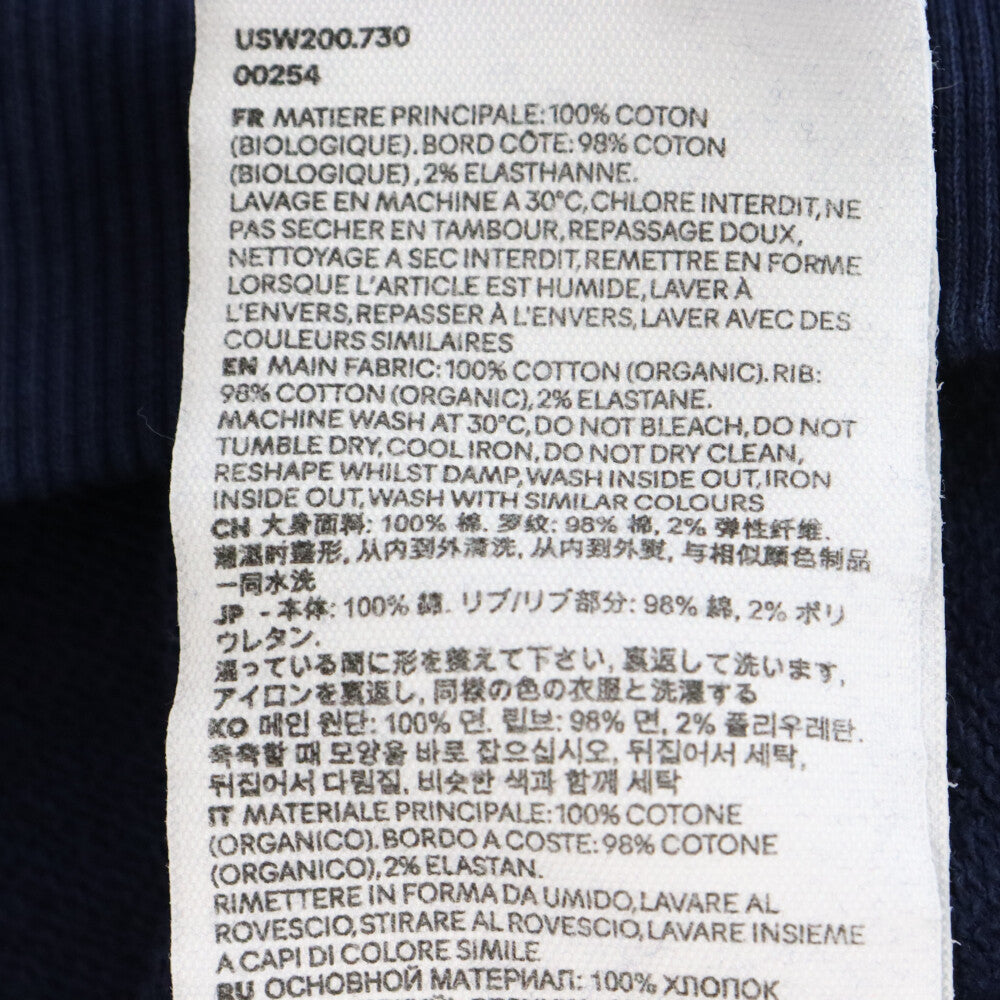 USW200.730
00254
FR MATIERE PRINCIPALE: 100% COTON
(BIOLOGIQUE). BORD CÔTE: 98% COTON
(BIOLOGIQUE), 2% ELASTHANNE.
LAVAGE EN MACHINE A 30°C, CHLORE INTERDIT, NE
PAS SECHER EN TAMBOUR, REPASSAGE DOUX,
NETTOYAGE A SEC INTERDIT, REMETTRE EN FORME
LORSQUE L'ARTICLE EST HUMIDE, LAVER À
L'ENVERS, REPASSER À L'ENVERS, LAVER AVEC DES
COULEURS SIMILAIRES
EN MAIN FABRIC: 100% COTTON (ORGANIC). RIB:
98% COTTON (ORGANIC), 2% ELASTANE.
MACHINE WASH AT 30°C, DO NOT BLEACH, DO NOT
TUMBLE DRY, COOL IRON, DO NOT DRY CLEAN,
RESHAPE WHILST DAMP, WASH INSIDE OUT, IRON
INSIDE OUT, WASH WITH SIMILAR COLOURS
CH 大身面料: 100% 棉. 罗纹: 98% 棉, 2% 弹性纤维.
潮湿时整形, 从内到外清洗, 从内到外熨, 与相似颜色制品
一同水洗
JP - 本体: 100% 綿. リブ/リブ部分: 98% 綿, 2% ポリ
ウレタン.
湿っている間に形を整えて下さい, 裏返して洗います,
アイロンを裏返し, 同様の色の衣服と洗濯する
KO 메인 원단: 100% 면. 립브: 98% 면, 2% 폴리우레탄.
축축할 때 모양을 바로 잡으십시오, 뒤집어서 세탁,
뒤집어서 다림질, 비슷한 색과 함께 세탁
IT MATERIALE PRINCIPALE: 100% COTONE
(ORGANICO). BORDO A COSTE: 98% COTONE
(ORGANICO), 2% ELASTAN.
RIMETTERE IN FORMA DA UMIDO, LAVARE AL
ROVESCIO, STIRARE AL ROVESCIO, LAVARE INSIEME
A CAPI DI COLORE SIMILE
RU ОСНОВНОЙ МАТЕРИАЛ: 100% ХЛОПОК